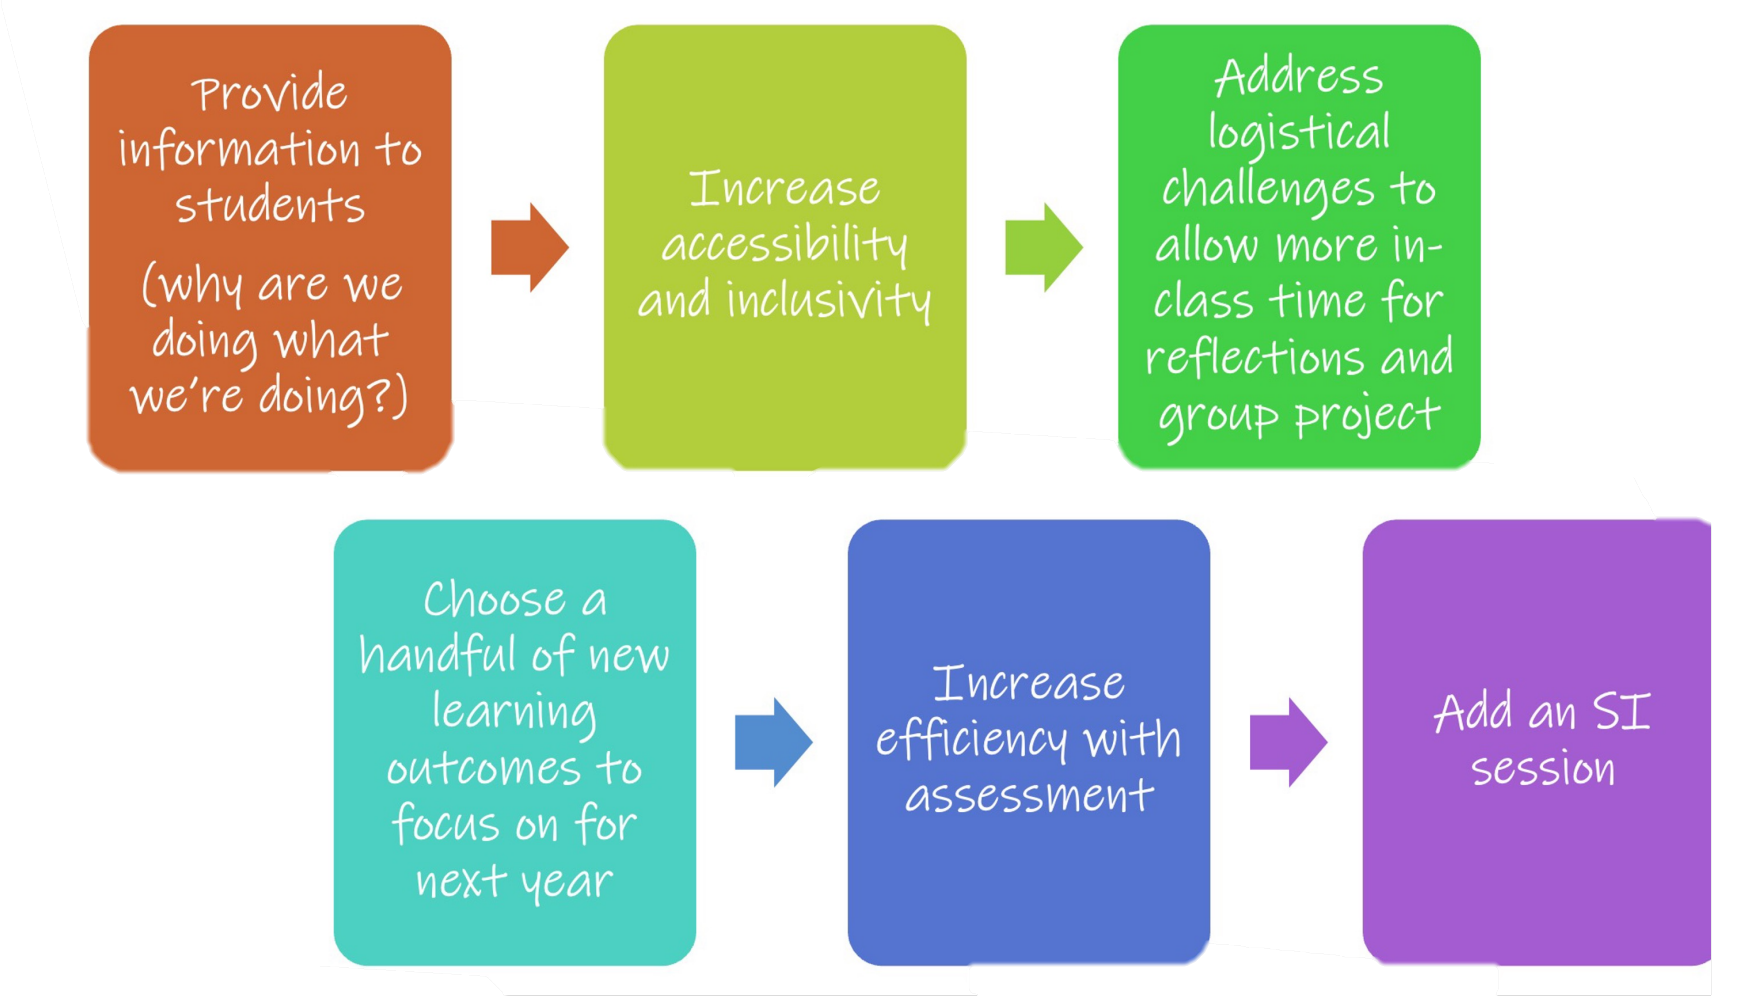 Provide
information to
students
(why are we
doing what
we're doing?)
Increase
accessibility
and inclusivity
Address
logistical
challenges to
allow more in-
class time for
reflections and
group project
Choose a
handful of new
learning
outcomes to
focus on for
next year
Increase
efficiency with
assessment
Add an SI
session